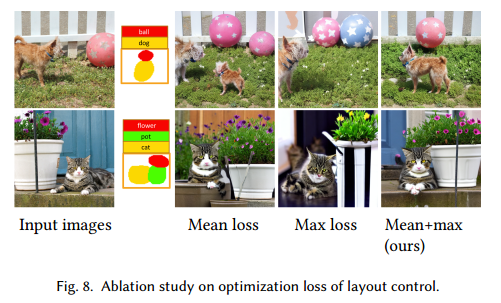 ball
dog
flower
pot
cat
Input images
Mean loss
Max loss
Mean+max
(ours)
Fig. 8. Ablation study on optimization loss of layout control.